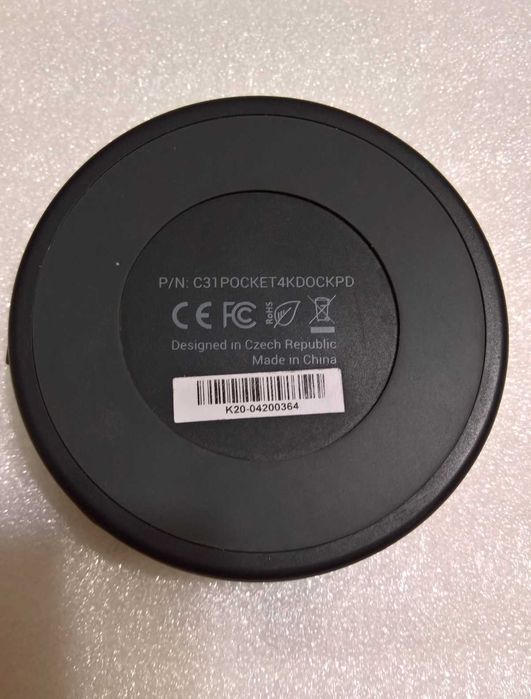 P/N: C31POCKET4KDOCKPD
CE FC RoHS
Designed in Czech Republic
Made in China
K20-04200364